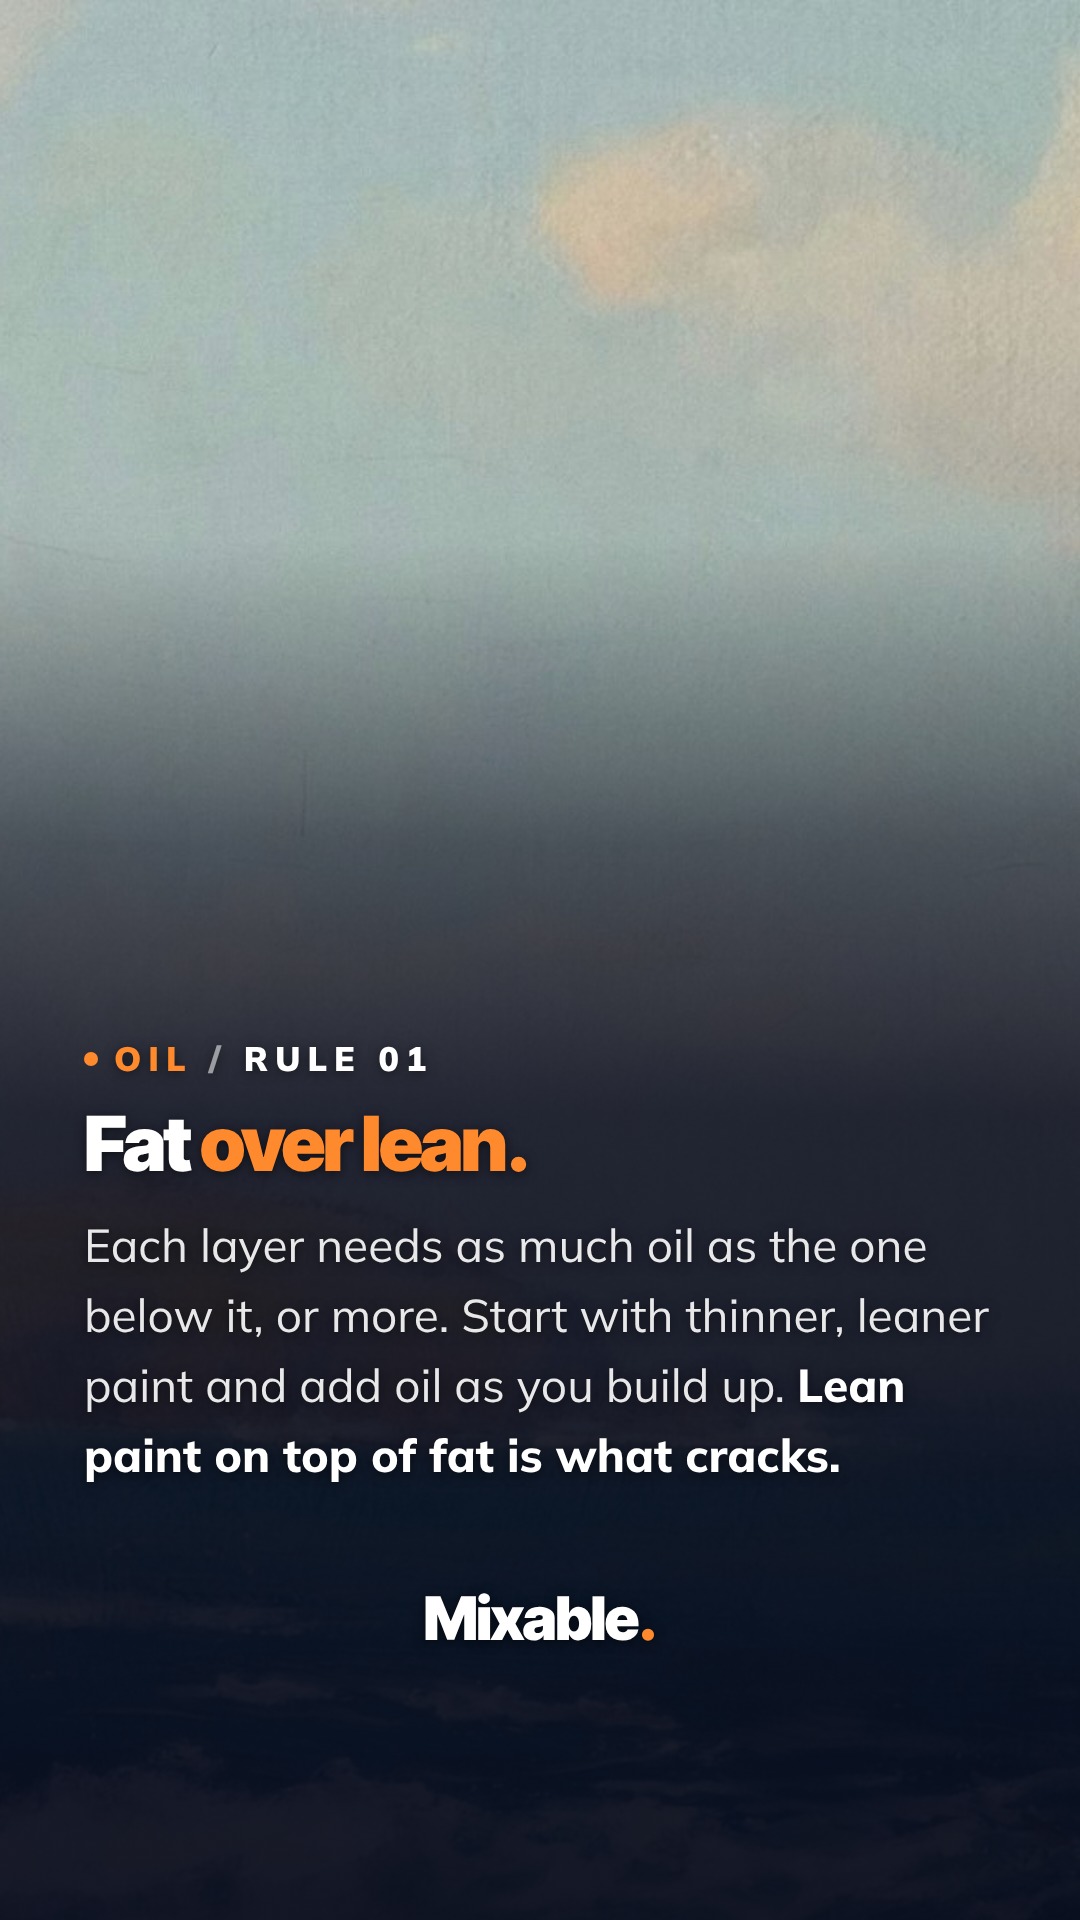 • OIL / RULE 01
Fat over lean.
Each layer needs as much oil as the one
below it, or more. Start with thinner, leaner
paint and add oil as you build up. Lean
paint on top of fat is what cracks.
Mixable.